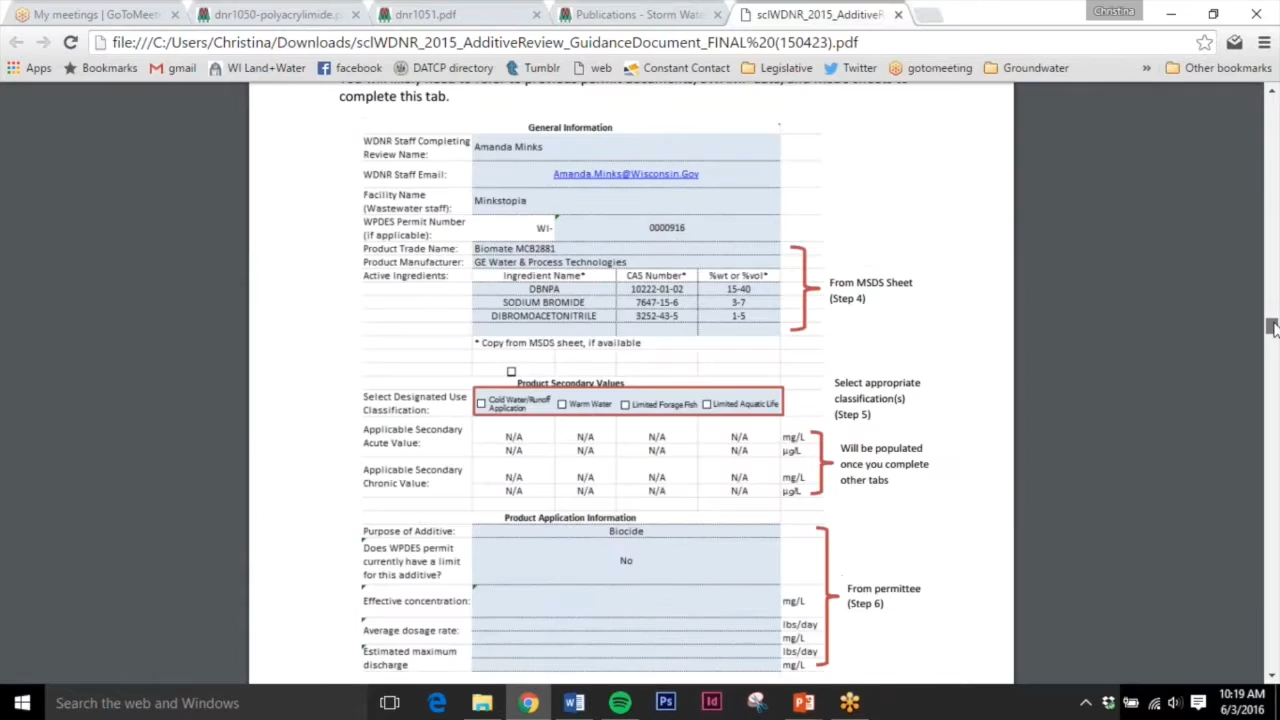 My meetings | GoToMeet
dnr1050-polyacrylimide.p
dnr1051.pdf
Publications - Storm Wate
sclWDNR_2015_AdditiveR
Christina
file:///C:/Users/Christina/Downloads/sclWDNR_2015_AdditiveReview_GuidanceDocument_FINAL%20(150423).pdf
Apps
Bookmarks
gmail
WI Land+Water
facebook
DATCP directory
Tumblr
web
Constant Contact
Legislative
Twitter
gotomeeting
Groundwater
»
Other bookmarks
complete this tab.
General Information
WDNR Staff Completing
Review Name:
Amanda Minks
WDNR Staff Email:
Amanda.Minks@Wisconsin.Gov
Facility Name
(Wastewater staff):
Minkstopia
WPDES Permit Number
(if applicable):
WI-
0000916
Product Trade Name:
Biomate MCB2881
Product Manufacturer:
GE Water & Process Technologies
Active Ingredients:
Ingredient Name*
CAS Number*
%wt or %vol*
DBNPA
10222-01-02
15-40
SODIUM BROMIDE
7647-15-6
3-7
DIBROMOACETONITRILE
3252-43-5
1-5
From MSDS Sheet
(Step 4)
* Copy from MSDS sheet, if available
Product Secondary Values
Select Designated Use
Classification:
Cold Water/Runoff
Application
Warm Water
Limited Forage Fish
Limited Aquatic Life
Select appropriate
classification(s)
(Step 5)
Applicable Secondary
Acute Value:
N/A N/A N/A N/A mg/L
N/A N/A N/A N/A µg/L
Applicable Secondary
Chronic Value:
N/A N/A N/A N/A mg/L
N/A N/A N/A N/A µg/L
Will be populated
once you complete
other tabs
Product Application Information
Purpose of Additive:
Biocide
Does WPDES permit
currently have a limit
for this additive?
No
Effective concentration:
mg/L
Average dosage rate:
lbs/day
mg/L
Estimated maximum
discharge
lbs/day
mg/L
From permittee
(Step 6)
Search the web and Windows
10:19 AM
6/3/2016